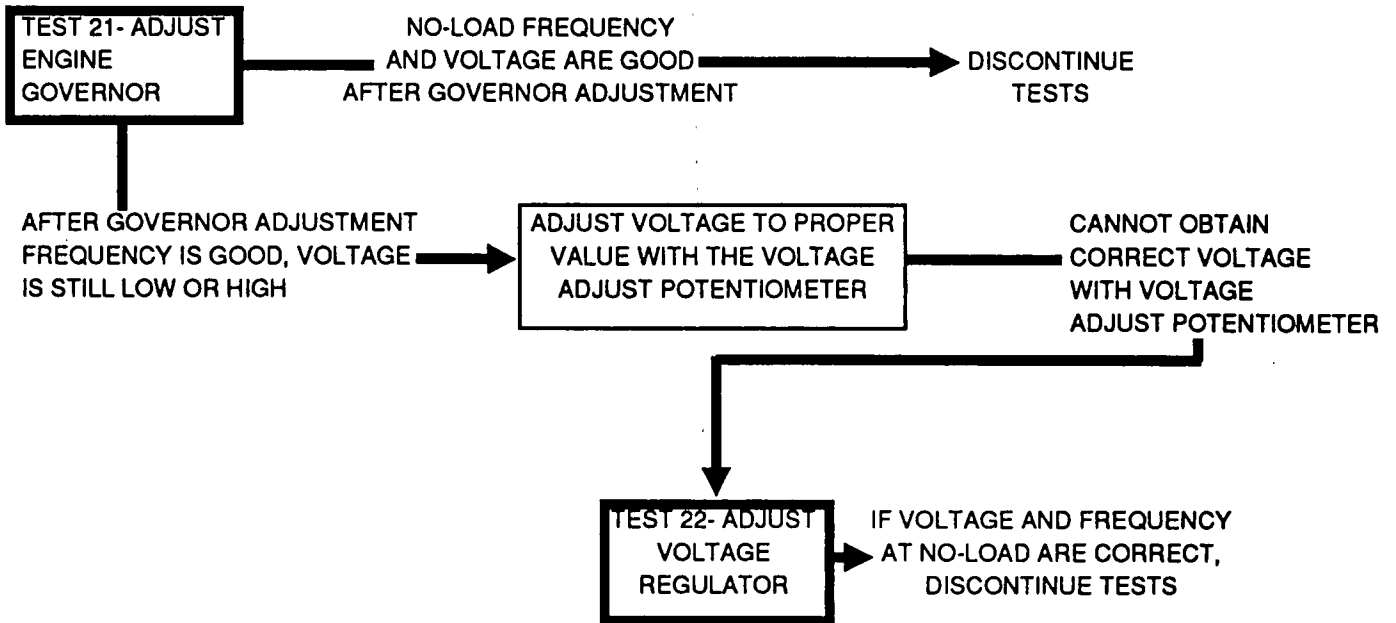 TEST 21- ADJUST
ENGINE
GOVERNOR
NO-LOAD FREQUENCY
AND VOLTAGE ARE GOOD
AFTER GOVERNOR ADJUSTMENT
DISCONTINUE
TESTS
AFTER GOVERNOR ADJUSTMENT
FREQUENCY IS GOOD, VOLTAGE
IS STILL LOW OR HIGH
ADJUST VOLTAGE TO PROPER
VALUE WITH THE VOLTAGE
ADJUST POTENTIOMETER
CANNOT OBTAIN
CORRECT VOLTAGE
WITH VOLTAGE
ADJUST POTENTIOMETER
TEST 22- ADJUST
VOLTAGE
REGULATOR
IF VOLTAGE AND FREQUENCY
AT NO-LOAD ARE CORRECT,
DISCONTINUE TESTS